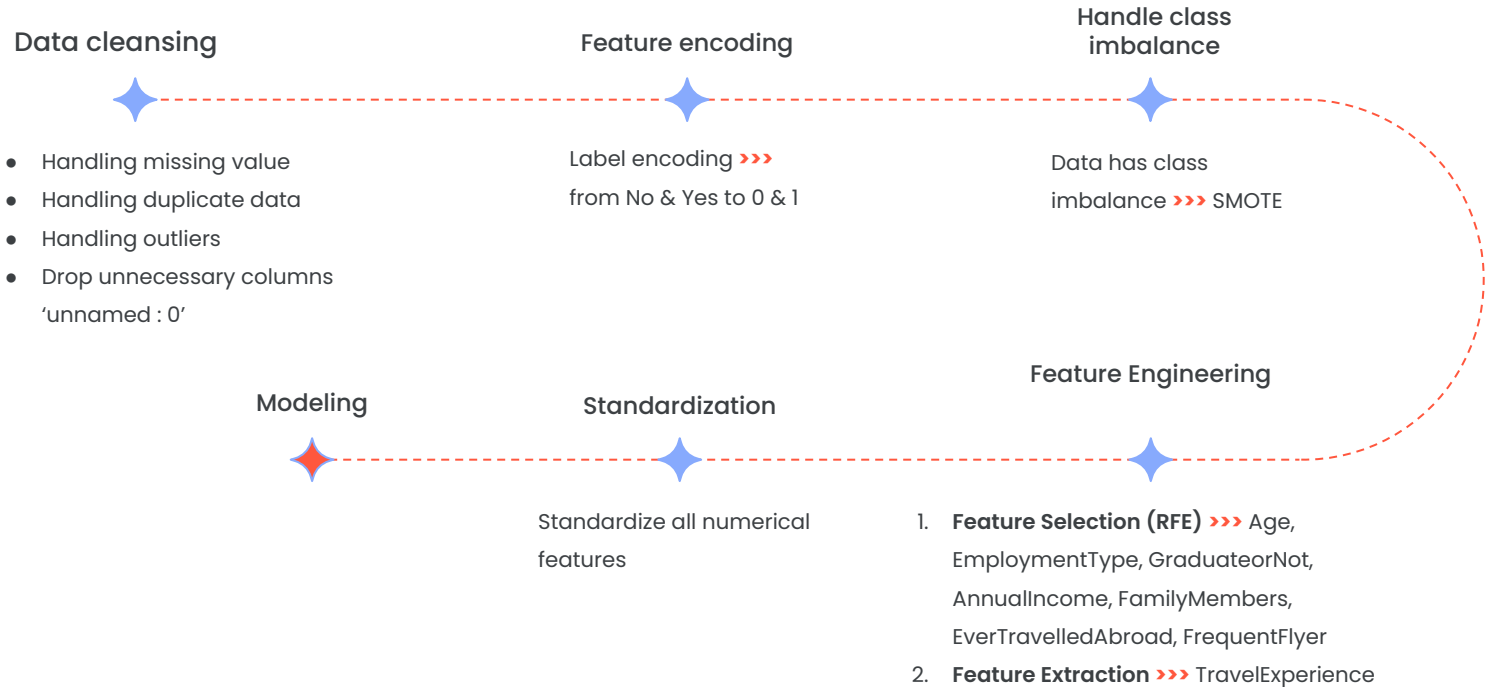 Data cleansing
● Handling missing value
● Handling duplicate data
● Handling outliers
● Drop unnecessary columns
‘unnamed : 0’
Feature encoding
Label encoding >>>
from No & Yes to 0 & 1
Handle class
imbalance
Data has class
imbalance >>> SMOTE
Feature Engineering
1. Feature Selection (RFE) >>> Age,
EmploymentType, GraduateorNot,
AnnualIncome, FamilyMembers,
EverTravelledAbroad, FrequentFlyer
2. Feature Extraction >>> TravelExperience
Standardization
Standardize all numerical
features
Modeling